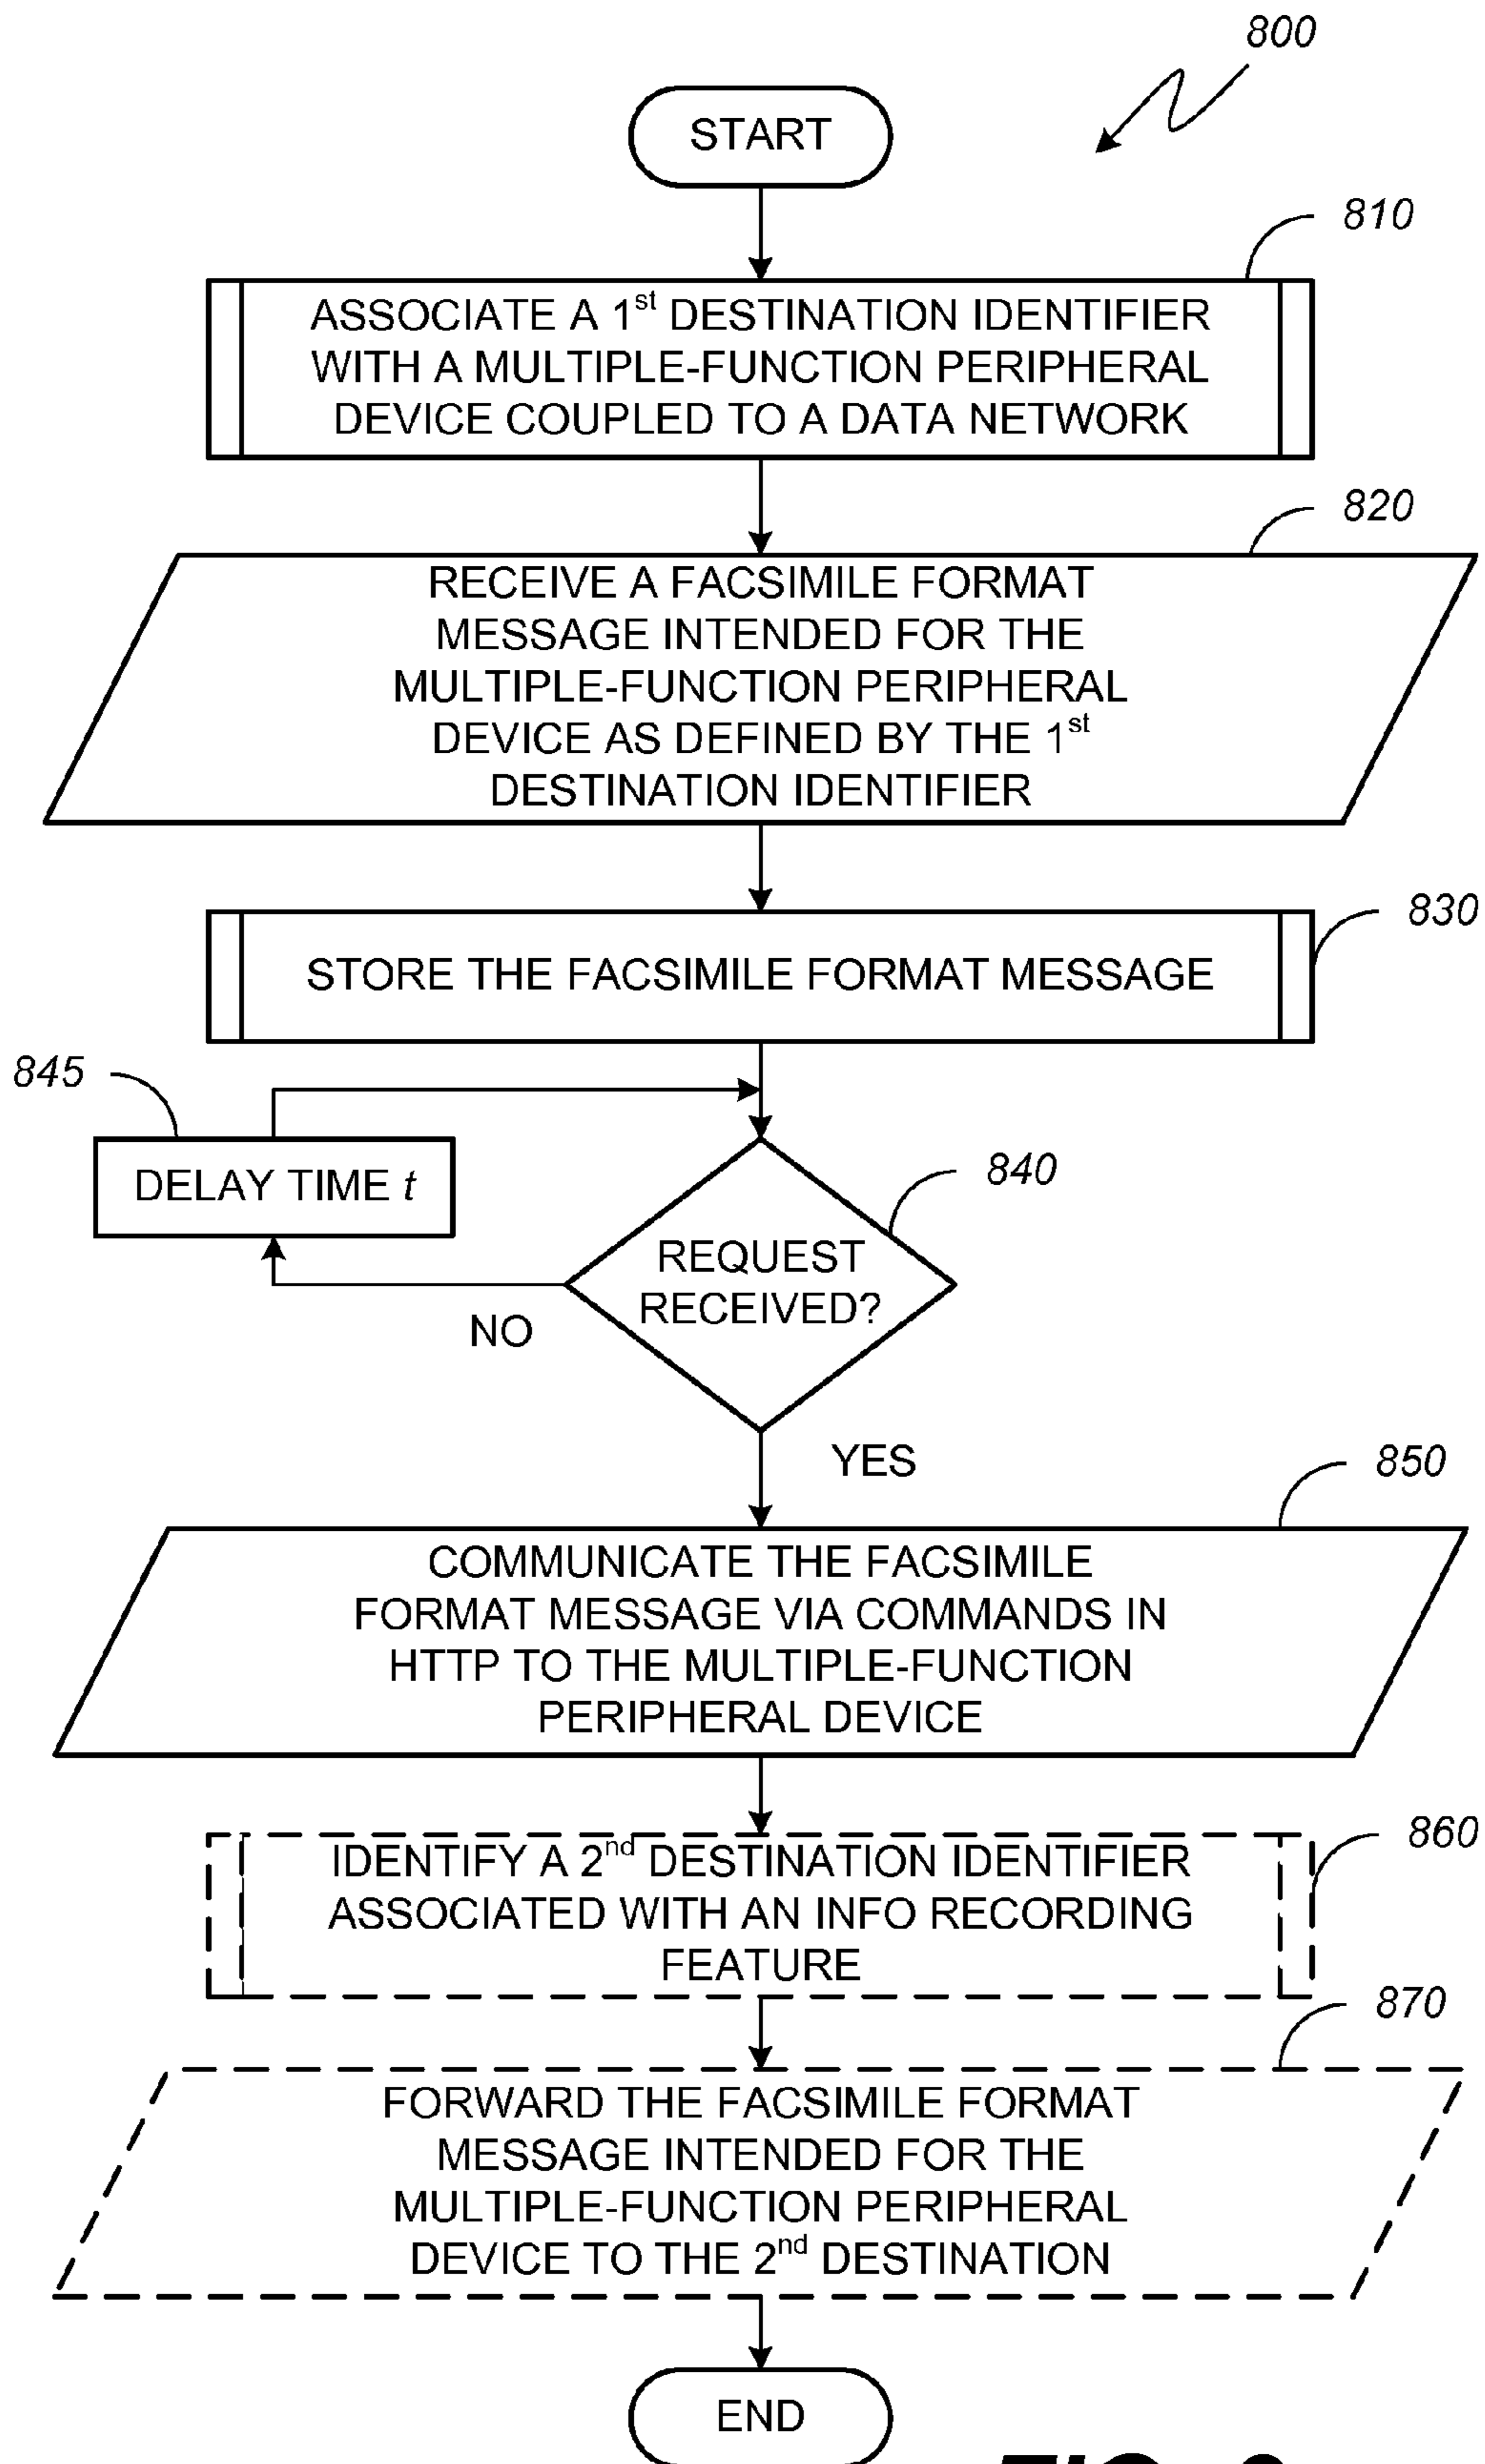 800
START
810
ASSOCIATE A 1st DESTINATION IDENTIFIER
WITH A MULTIPLE-FUNCTION PERIPHERAL
DEVICE COUPLED TO A DATA NETWORK
820
RECEIVE A FACSIMILE FORMAT
MESSAGE INTENDED FOR THE
MULTIPLE-FUNCTION PERIPHERAL
DEVICE AS DEFINED BY THE 1st
DESTINATION IDENTIFIER
830
STORE THE FACSIMILE FORMAT MESSAGE
845
DELAY TIME t
840
REQUEST
RECEIVED?
NO
YES
850
COMMUNICATE THE FACSIMILE
FORMAT MESSAGE VIA COMMANDS IN
HTTP TO THE MULTIPLE-FUNCTION
PERIPHERAL DEVICE
860
IDENTIFY A 2nd DESTINATION IDENTIFIER
ASSOCIATED WITH AN INFO RECORDING
FEATURE
870
FORWARD THE FACSIMILE FORMAT
MESSAGE INTENDED FOR THE
MULTIPLE-FUNCTION PERIPHERAL
DEVICE TO THE 2nd DESTINATION
END